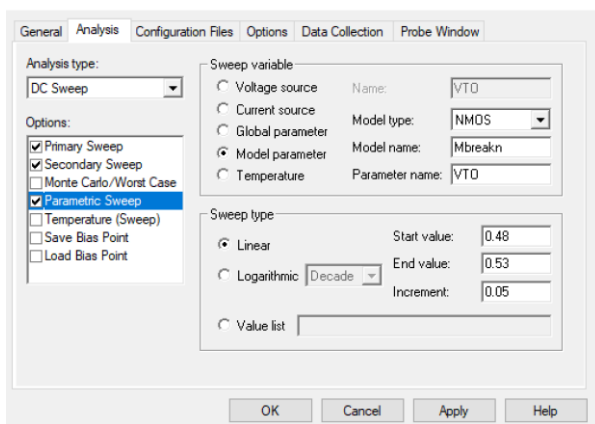 General Analysis Configuration Files Options Data Collection Probe Window
Analysis type:
DC Sweep
Options:
Primary Sweep
Secondary Sweep
Monte Carlo/Worst Case
Parametric Sweep
Temperature (Sweep)
Save Bias Point
Load Bias Point
Sweep variable
Voltage source
Current source
Global parameter
Model parameter
Temperature
Name: VTO
Model type: NMOS
Model name: Mbreakn
Parameter name: VTO
Sweep type
Linear
Logarithmic Decade
Value list
Start value: 0.48
End value: 0.53
Increment: 0.05
OK Cancel Apply Help